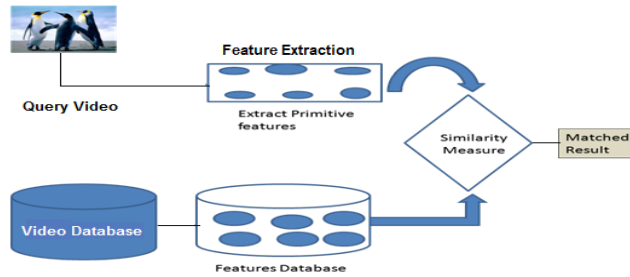 Feature Extraction
Query Video
Extract Primitive
features
Similarity
Measure
Matched
Result
Video Database
Features Database